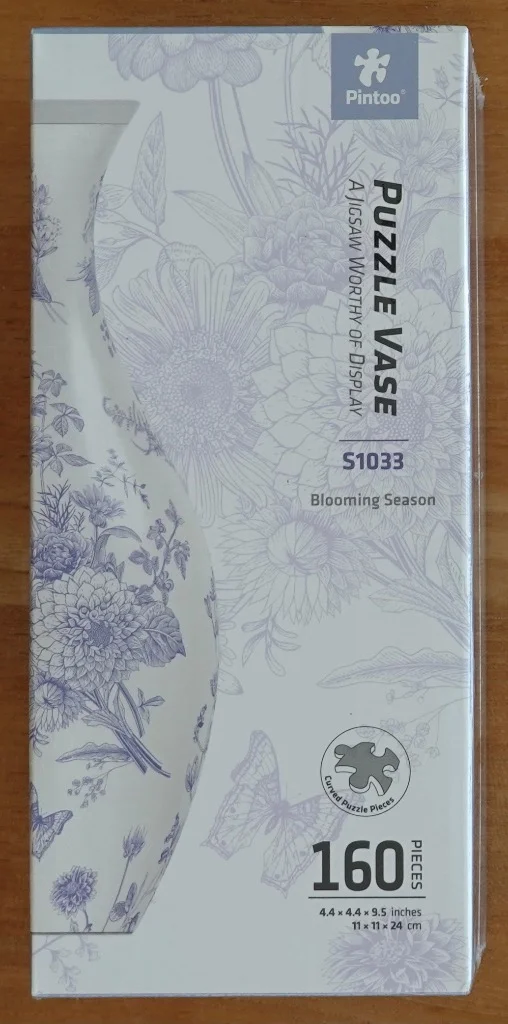 Pintoo®
PUZZLE VASE
A JIGSAW WORTHY OF DISPLAY
S1033
Blooming Season
Curved Puzzle Pieces
160 PIECES
4.4 × 4.4 × 9.5 inches
11 × 11 × 24 cm